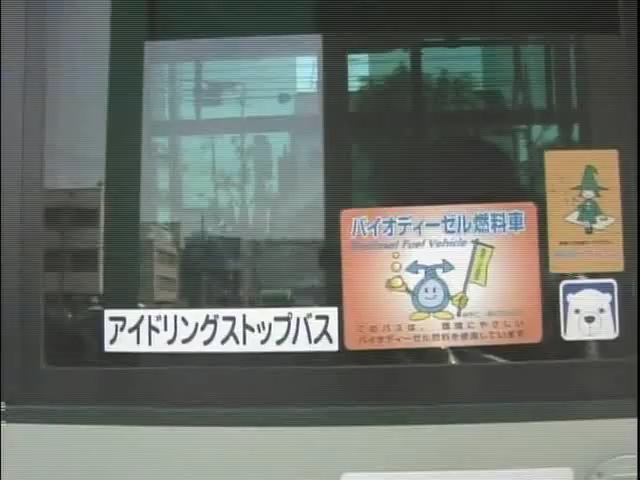 バイオディーゼル燃料車
Biodiesel Fuel Vehicle
このバスは、環境にやさしい
バイオディーゼル燃料を使用しています
アイドリングストップバス